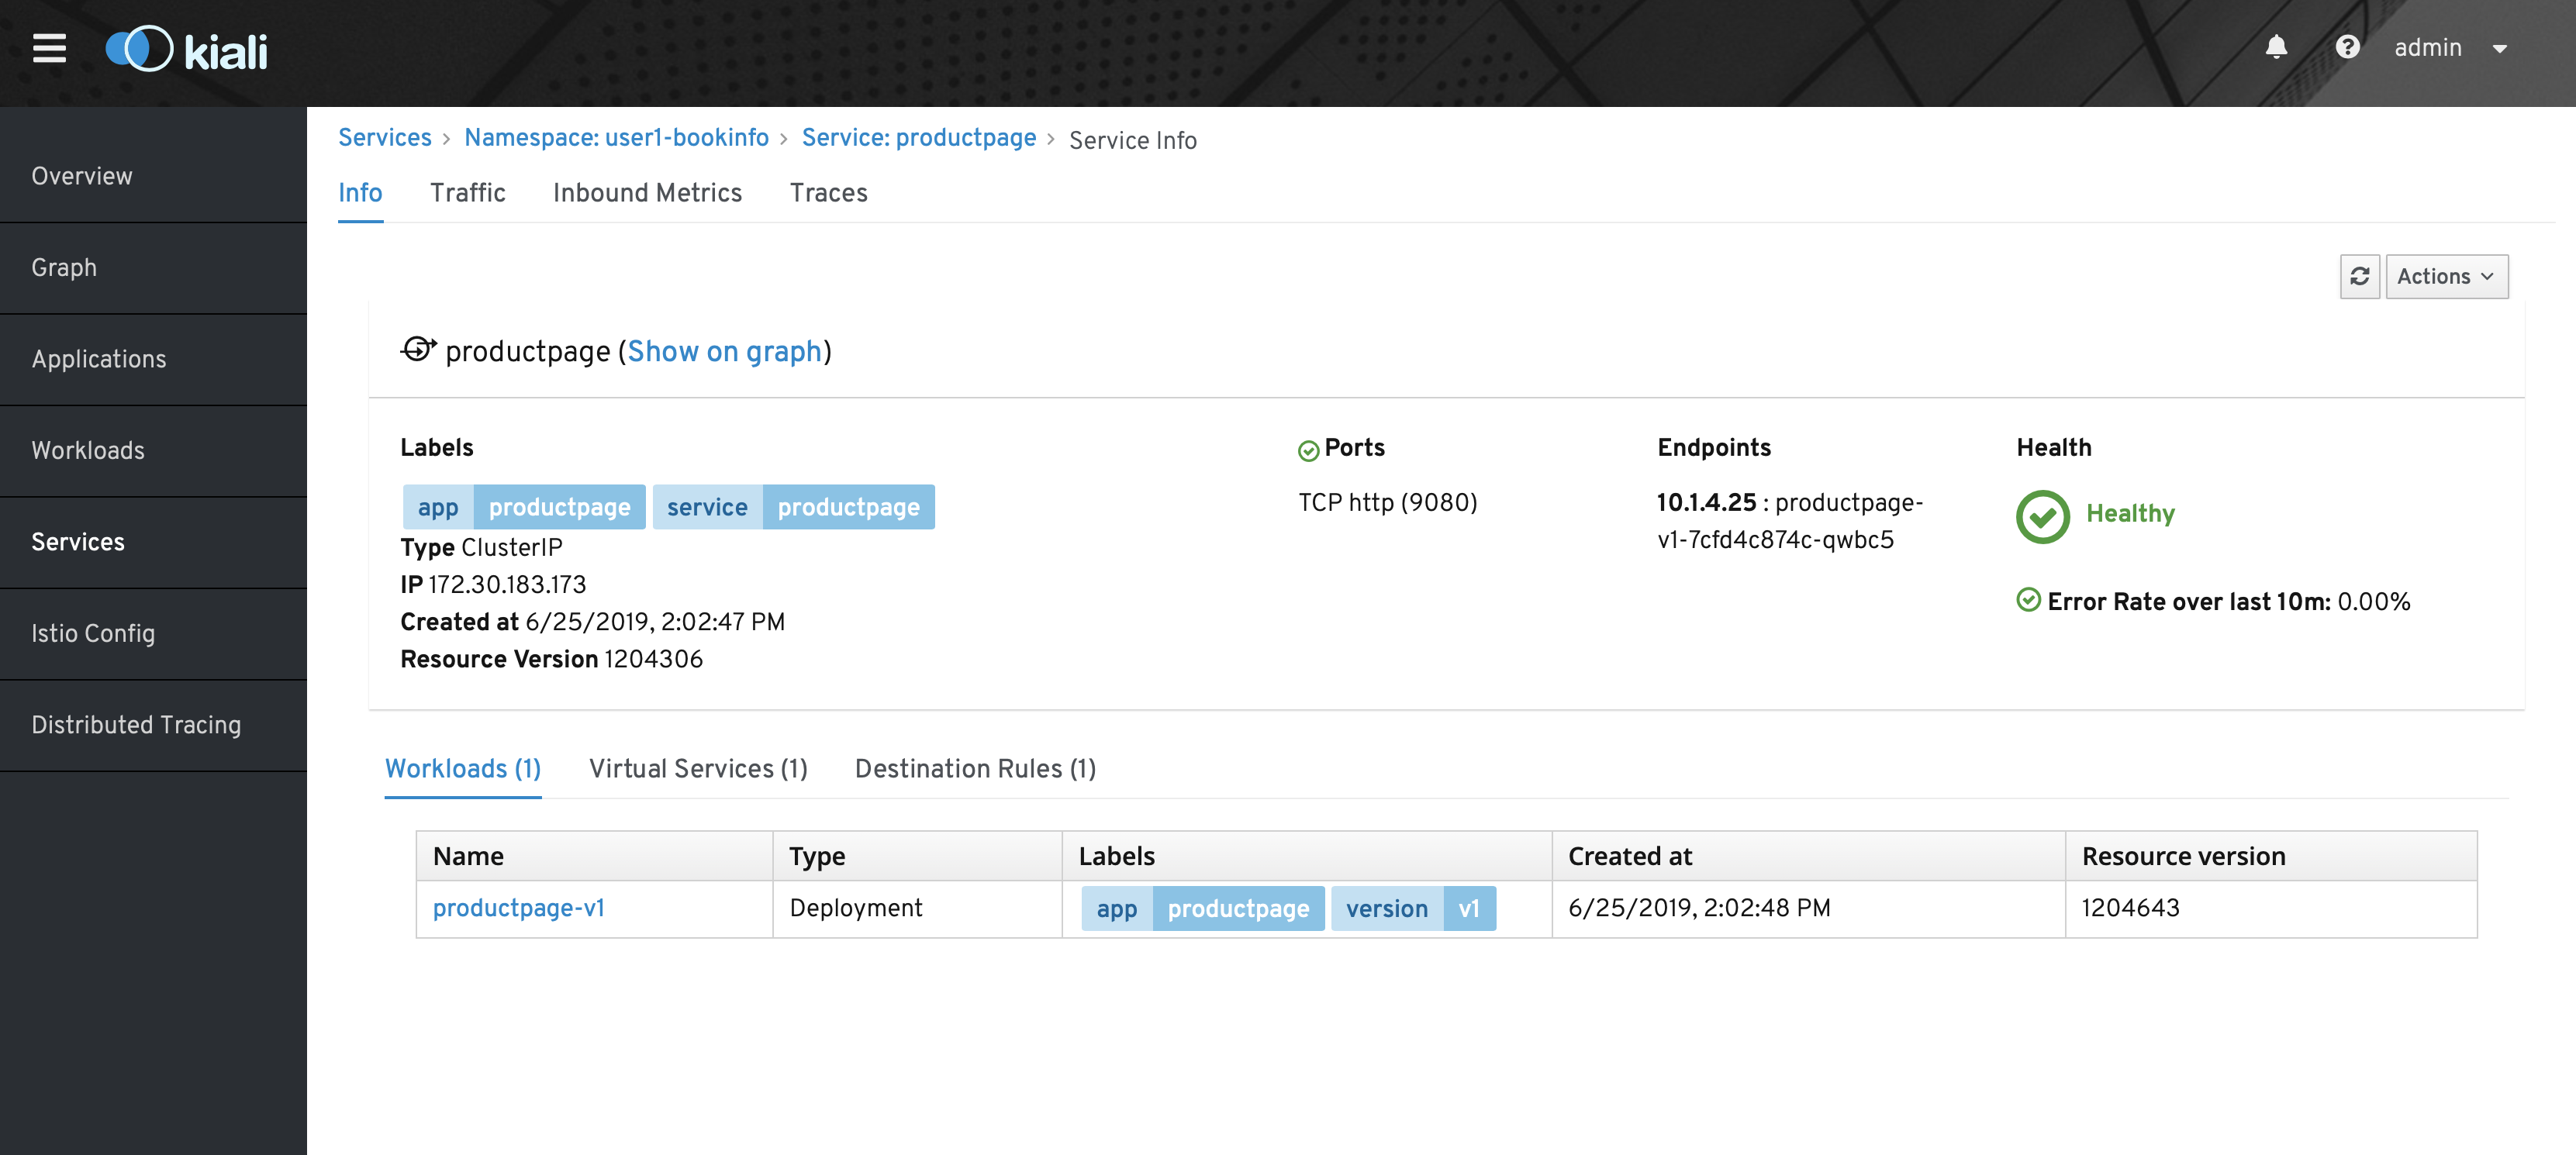 kiali
admin
Overview
Graph
Applications
Workloads
Services
Istio Config
Distributed Tracing
Services › Namespace: user1-bookinfo › Service: productpage › Service Info
Info Traffic Inbound Metrics Traces
Actions
productpage (Show on graph)
Labels
app productpage service productpage
Type ClusterIP
IP 172.30.183.173
Created at 6/25/2019, 2:02:47 PM
Resource Version 1204306
Ports
TCP http (9080)
Endpoints
10.1.4.25 : productpage-
v1-7cfd4c874c-qwbc5
Health
Healthy
Error Rate over last 10m: 0.00%
Workloads (1) Virtual Services (1) Destination Rules (1)
Name Type Labels Created at Resource version
productpage-v1 Deployment app productpage version v1 6/25/2019, 2:02:48 PM 1204643